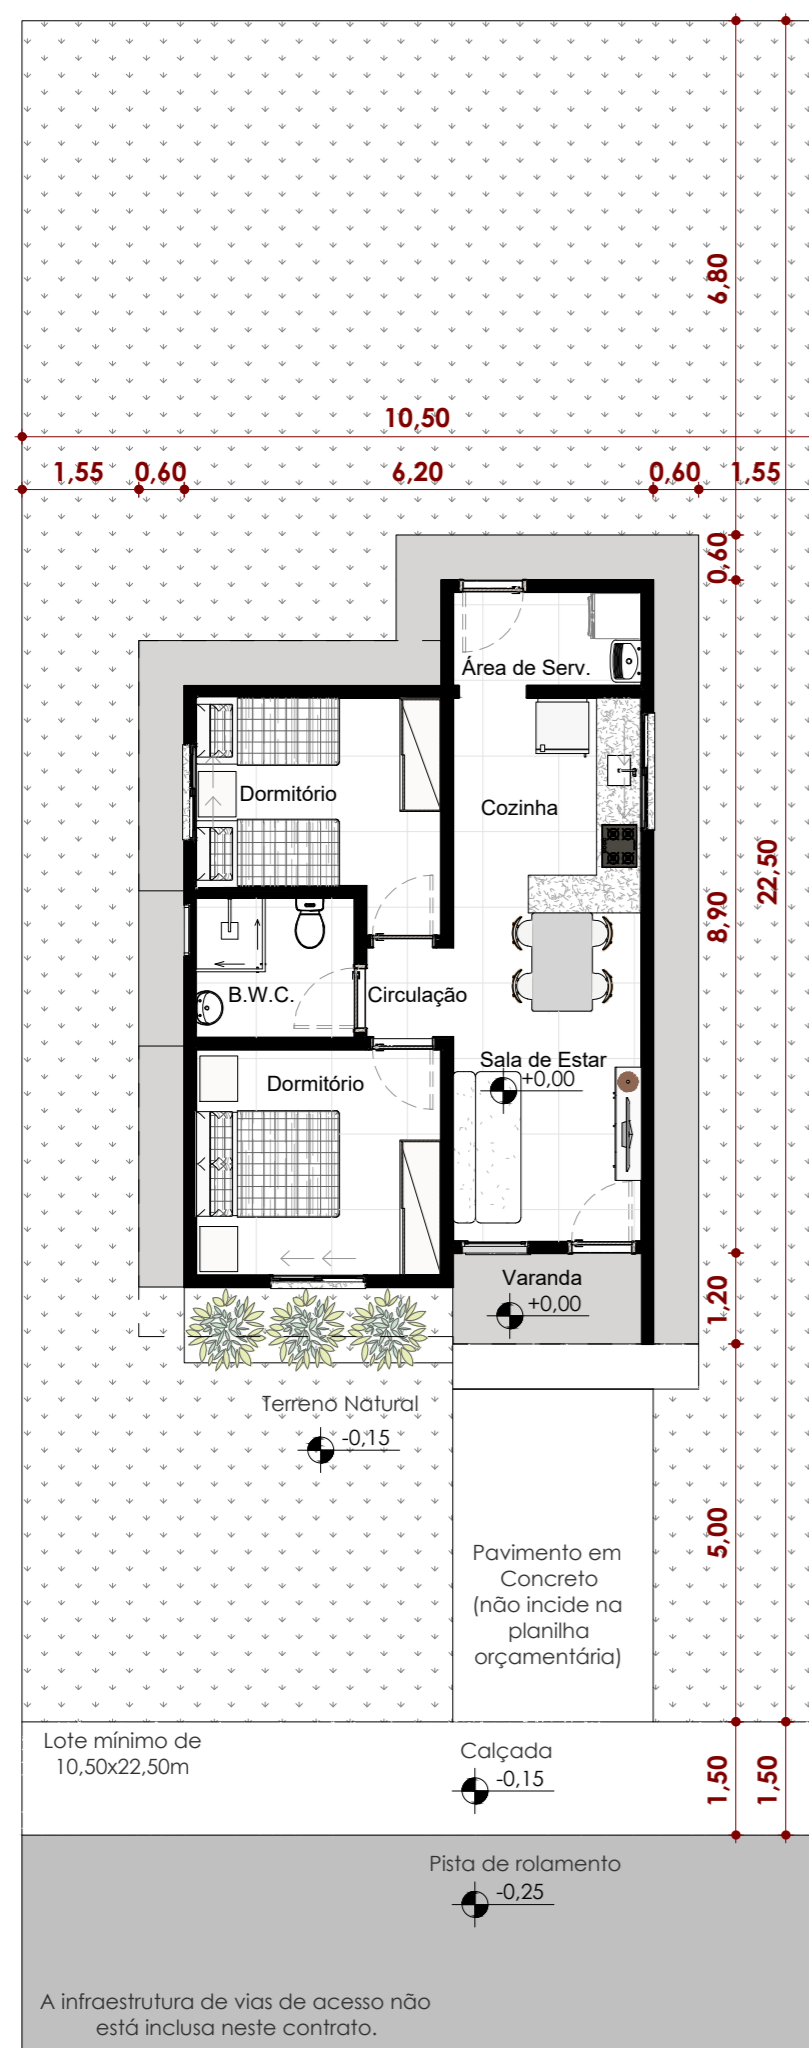 6,80
10,50
1,55 0,60 6,20 0,60 1,55
0,60
Área de Serv.
Dormitório
Cozinha
8,90
22,50
B.W.C.
Circulação
Sala de Estar
+0,00
Dormitório
Varanda
+0,00
1,20
Terreno Natural
-0,15
5,00
Pavimento em
Concreto
(não incide na
planilha
orçamentária)
Lote mínimo de
10,50x22,50m
Calçada
-0,15
1,50
1,50
Pista de rolamento
-0,25
A infraestrutura de vias de acesso não
está inclusa neste contrato.